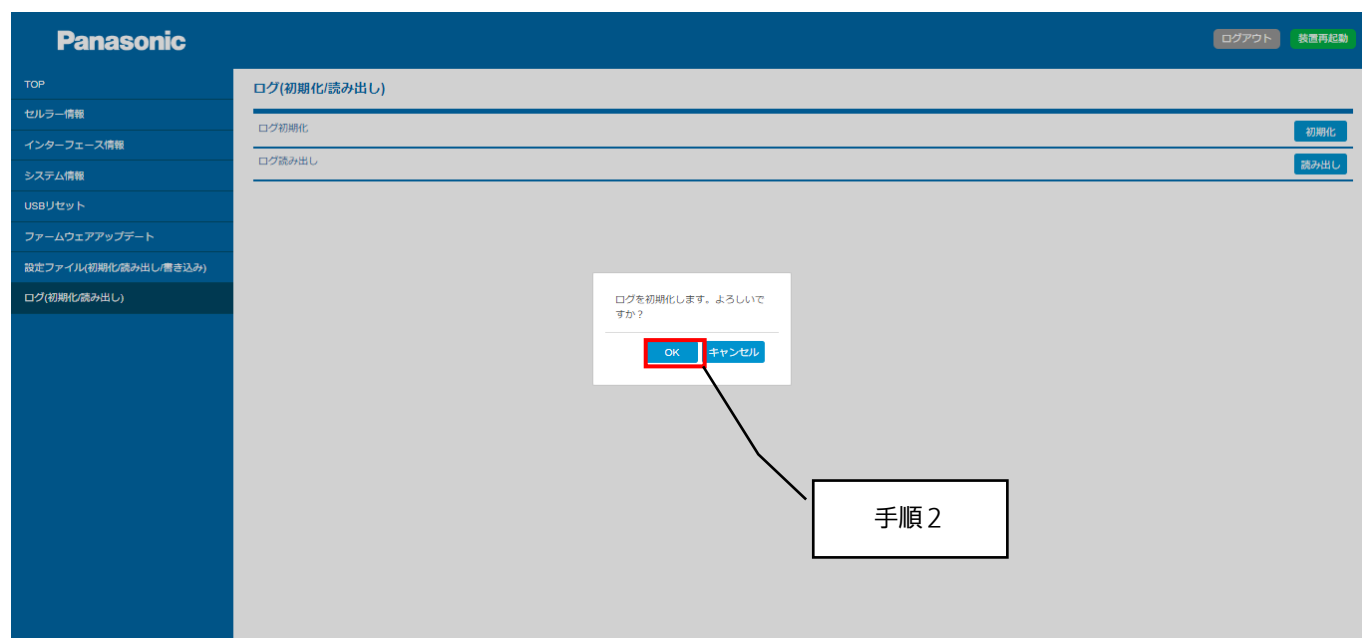 Panasonic
ログアウト
装置再起動
TOP
セルラー情報
インターフェース情報
システム情報
USBリセット
ファームウェアアップデート
設定ファイル(初期化/読み出し/書き込み)
ログ(初期化/読み出し)
ログ(初期化/読み出し)
ログ初期化
初期化
ログ読み出し
読み出し
ログを初期化します。よろしいで
すか？
OK
キャンセル
手順２